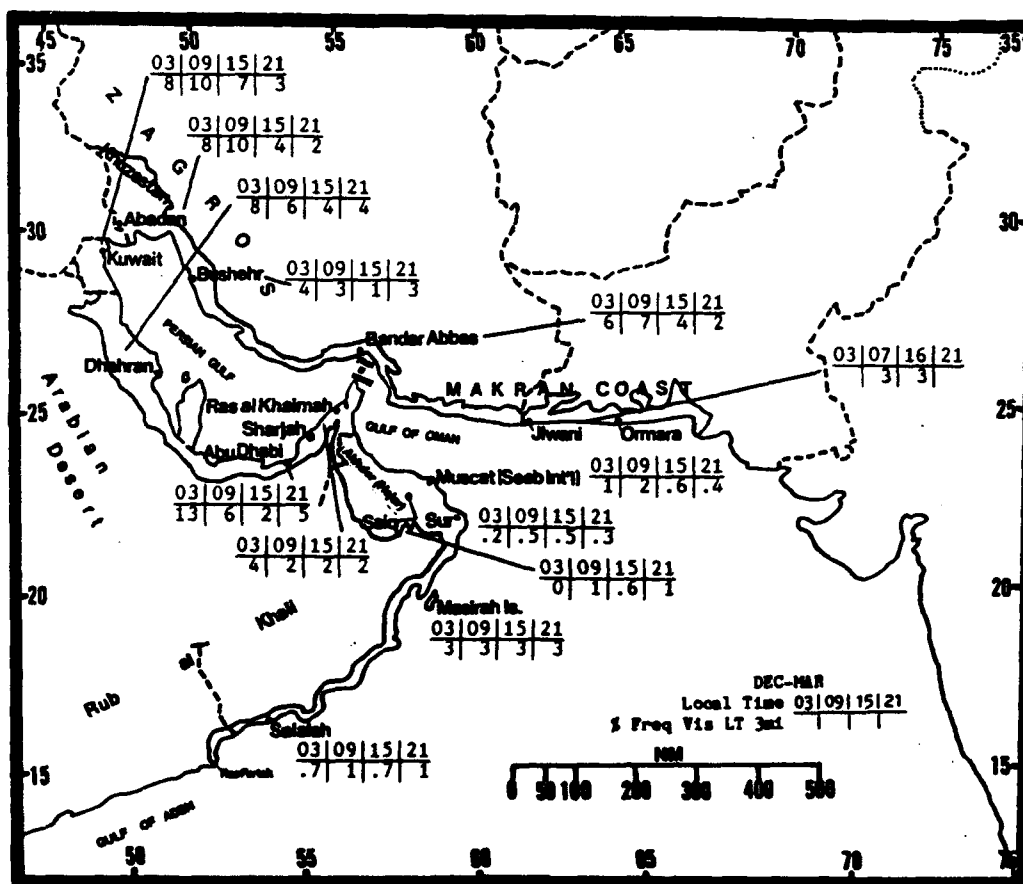 45 50 55 60 65 70 75 35
35
03 09 15 21
8 10 7 3
Z A G R O S
03 09 15 21
8 10 4 2
Khuzestan
03 09 15 21
8 6 4 4
Abadan
30 30
Kuwait
Bushehr
03 09 15 21
4 3 1 3
03 09 15 21
6 7 4 2
PERSIAN GULF
Bandar Abbas
03 07 16 21
3 3
Dhahran
6
MAKRAN COAST
Arabian
Desert
Ras al Khaimah
25 25
Sharjah
GULF OF OMAN
Jiwani
Ormara
Abu Dhabi
Muscat (Seeb Int'l)
03 09 15 21
1 2 .6 .4
03 09 15 21
13 6 2 5
Saiq
Sur
03 09 15 21
.2 .5 .5 .3
03 09 15 21
4 2 2 2
03 09 15 21
0 1 .6 1
20 20
Khali
Masirah Is.
03 09 15 21
3 3 3 3
al
Rub
DEC-MAR
Local Time 03 09 15 21
% Freq Vis LT 3mi
Salalah
03 09 15 21
.7 1 .7 1
NM
15 15
0 50 100 200 300 400 500
GULF OF ADEN
50 55 60 65 70 75